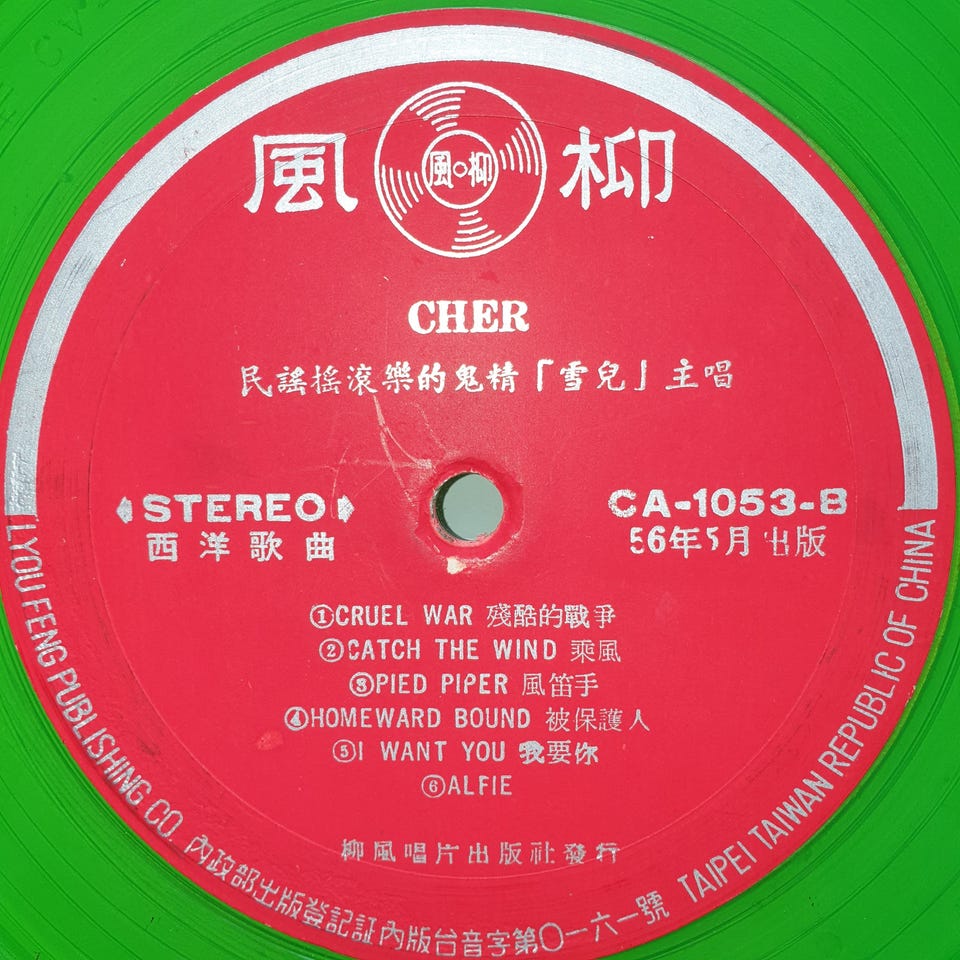 風 柳
風柳
CHER
民謠搖滾樂的鬼精「雪兒」主唱
STEREO
西洋歌曲
CA-1053-B
56年5月出版
①CRUEL WAR 殘酷的戰爭
②CATCH THE WIND 乘風
③PIED PIPER 風笛手
④HOMEWARD BOUND 被保護人
⑤I WANT YOU 我要你
⑥ALFIE
柳風唱片出版社發行
LYOU FENG PUBLISHING CO. 內政部出版登記証內版台音字第〇一六一號 TAIPEI TAIWAN REPUBLIC OF CHINA